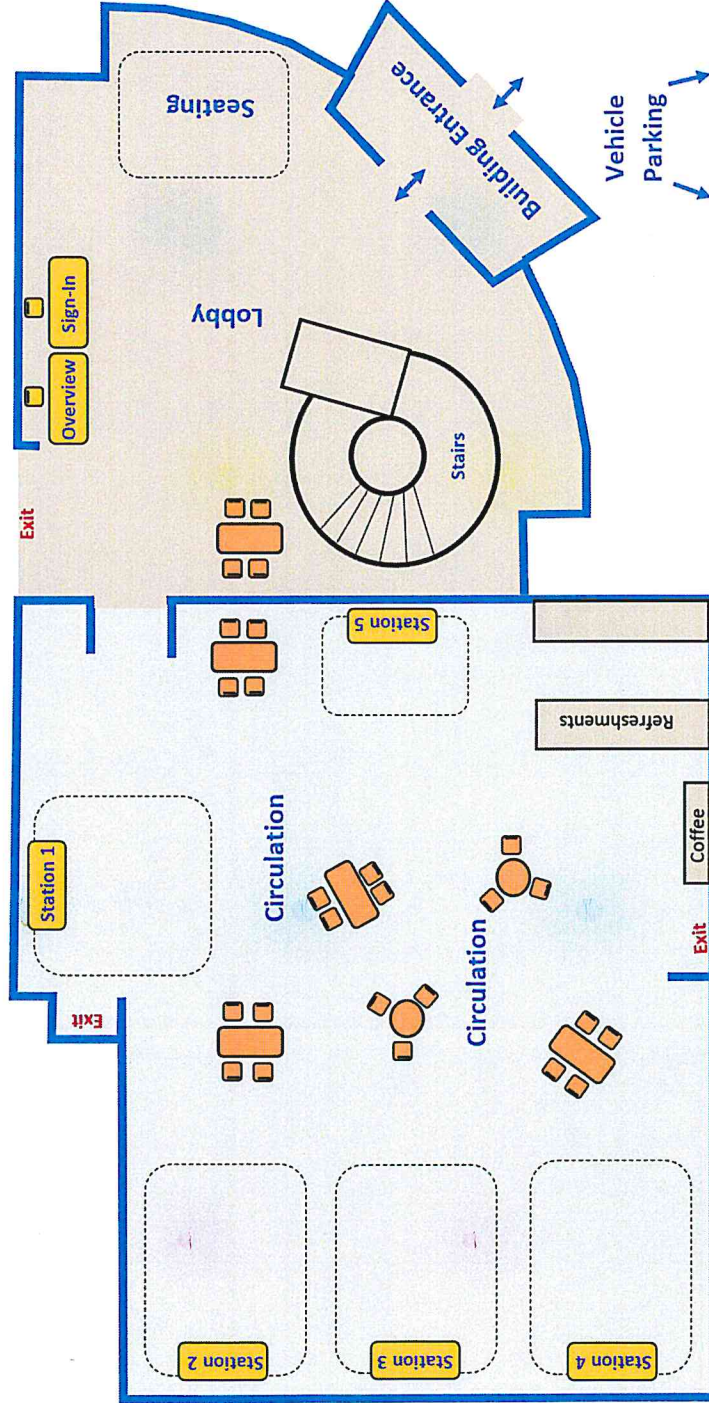 Seating
Building Entrance
Vehicle
Parking
Sign-In
Overview
Lobby
Stairs
Exit
Station 5
Refreshments
Station 1
Circulation
Coffee
Circulation
Exit
Exit
Station 2
Station 3
Station 4